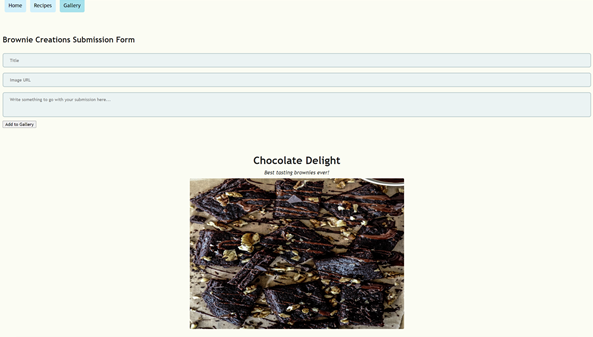 Home Recipes Gallery
Brownie Creations Submission Form
Title
Image URL
Write something to go with your submission here...
Add to Gallery
Chocolate Delight
Best tasting brownies ever!